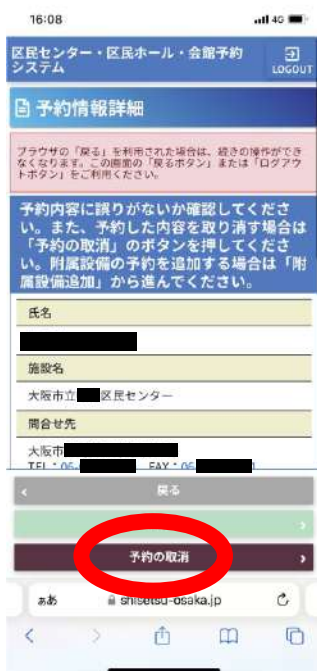 16:08
4G
区民センター・区民ホール・会館予約
システム
LOGOUT
予約情報詳細
ブラウザの「戻る」を利用された場合は、続きの操作ができ
なくなります。この画面の「戻るボタン」または「ログアウ
トボタン」をご利用ください。
予約内容に誤りがないか確認してくださ
い。また、予約した内容を取り消す場合は
「予約の取消」のボタンを押してくださ
い。附属設備の予約を追加する場合は「附
属設備追加」から進んでください。
氏名
施設名
大阪市立 区民センター
問合せ先
大阪市
TEL：06- FAX：06-
戻る
予約の取消
ああ shisetsu-osaka.jp